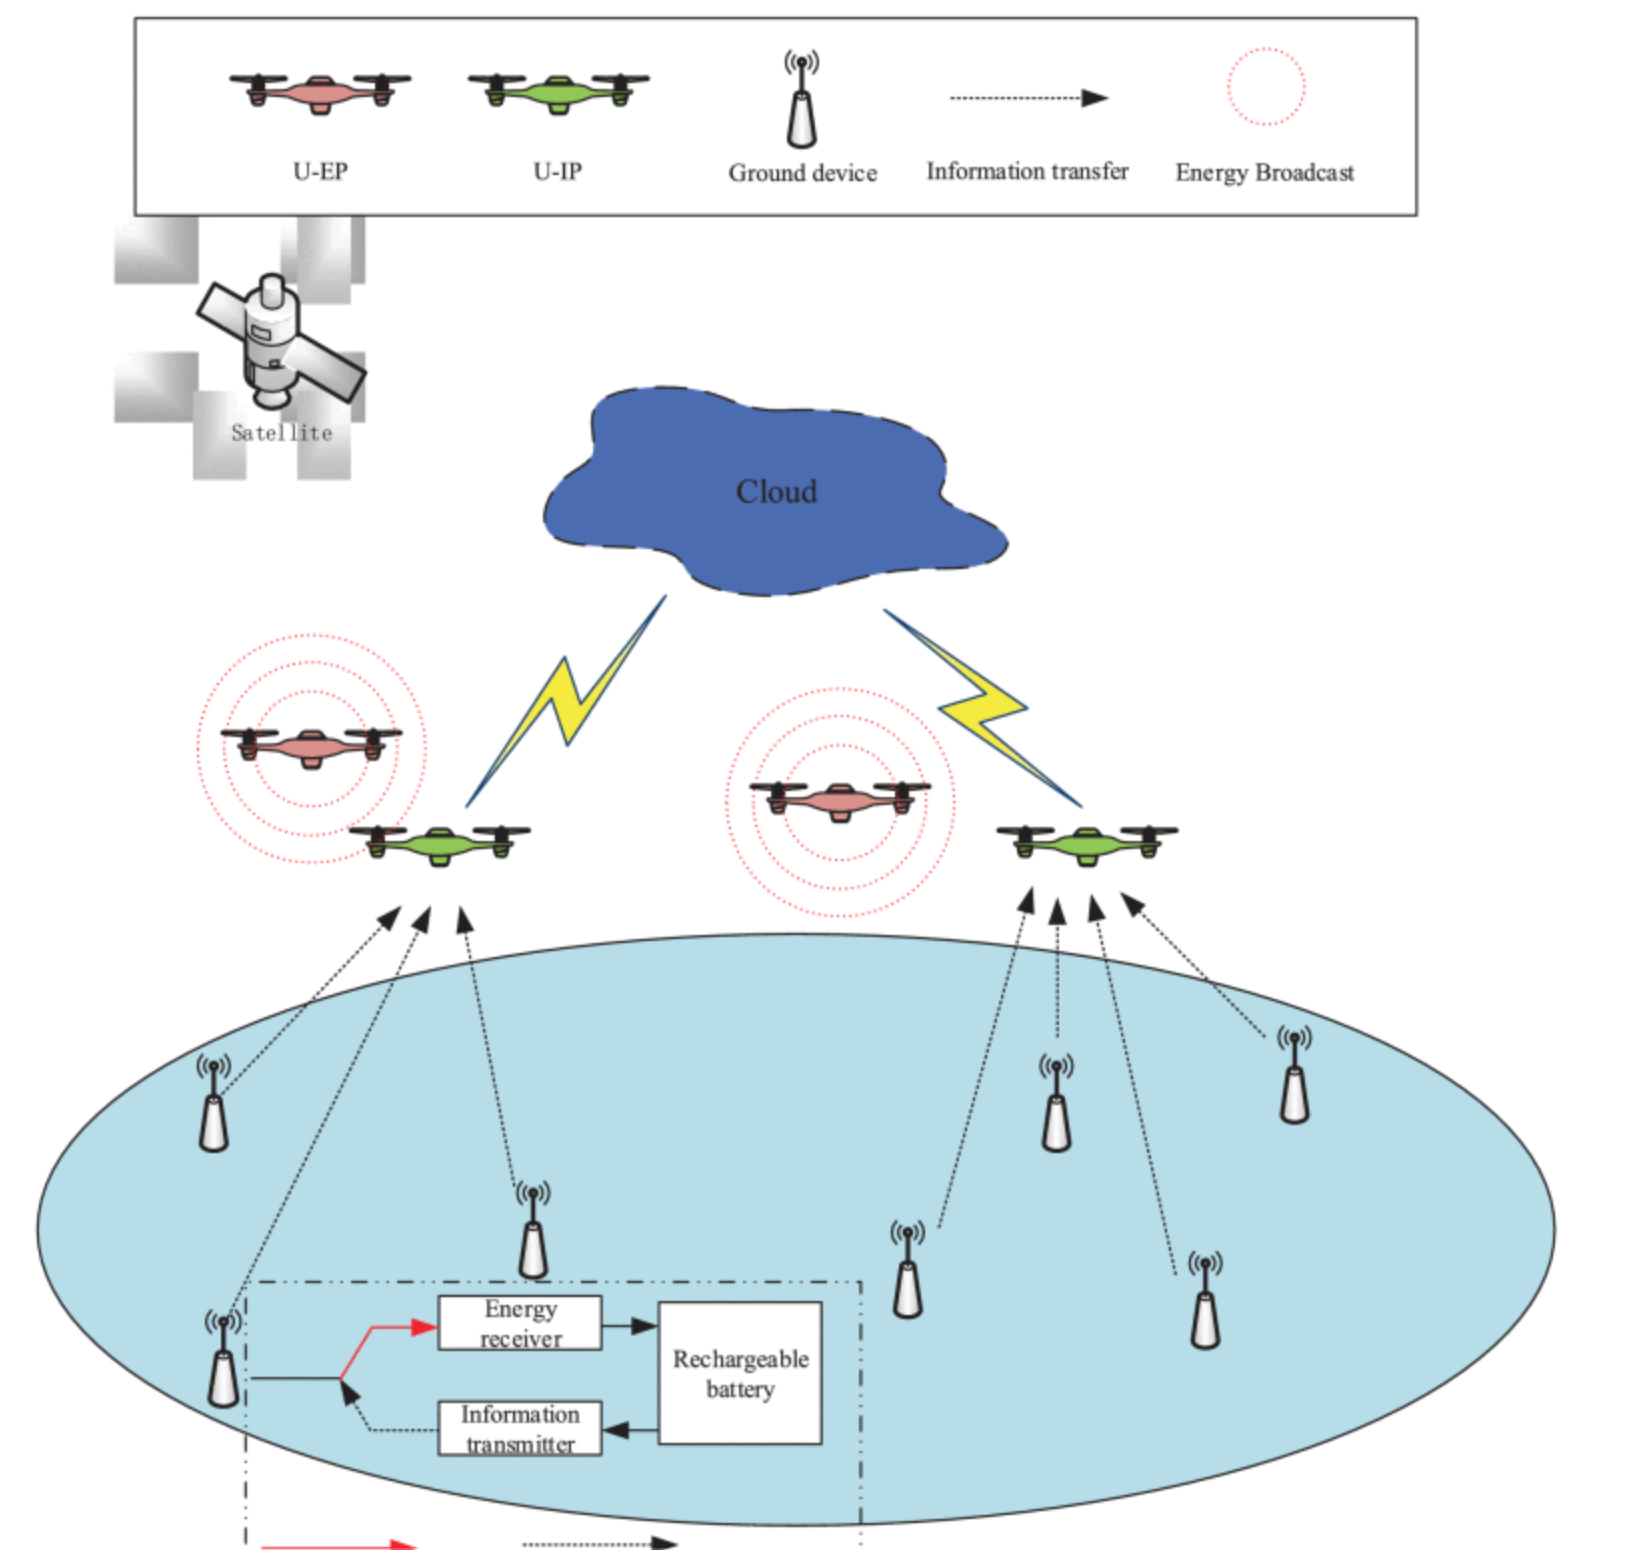 U-EP
U-IP
Ground device
Information transfer
Energy Broadcast
Satellite
Cloud
Energy
receiver
Rechargeable
battery
Information
transmitter